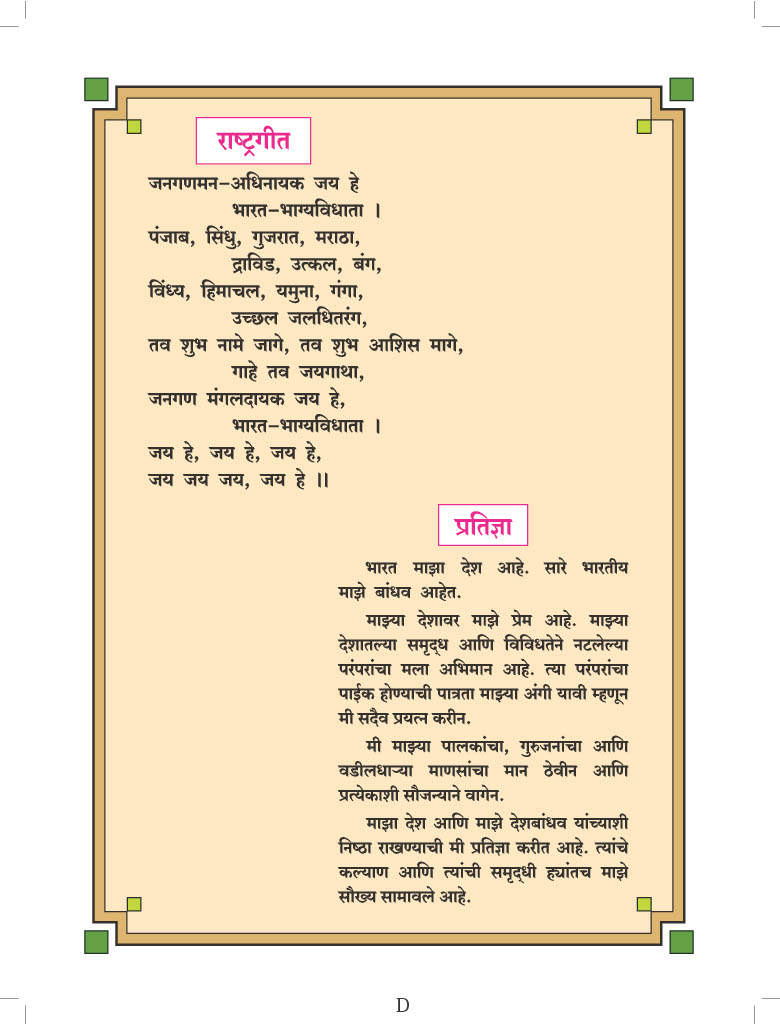 राष्ट्रगीत
जनगणमन–अधिनायक जय हे
भारत–भाग्यविधाता ।
पंजाब, सिंधु, गुजरात, मराठा,
द्राविड, उत्कल, बंग,
विंध्य, हिमाचल, यमुना, गंगा,
उच्छल जलधितरंग,
तव शुभ नामे जागे, तव शुभ आशिस मागे,
गाहे तव जयगाथा,
जनगण मंगलदायक जय हे,
भारत–भाग्यविधाता ।
जय हे, जय हे, जय हे,
जय जय जय, जय हे ।।
प्रतिज्ञा
भारत माझा देश आहे. सारे भारतीय
माझे बांधव आहेत.
माझ्या देशावर माझे प्रेम आहे. माझ्या
देशातल्या समृद्ध आणि विविधतेने नटलेल्या
परंपरांचा मला अभिमान आहे. त्या परंपरांचा
पाईक होण्याची पात्रता माझ्या अंगी यावी म्हणून
मी सदैव प्रयत्न करीन.
मी माझ्या पालकांचा, गुरुजनांचा आणि
वडीलधाऱ्या माणसांचा मान ठेवीन आणि
प्रत्येकाशी सौजन्याने वागेन.
माझा देश आणि माझे देशबांधव यांच्याशी
निष्ठा राखण्याची मी प्रतिज्ञा करीत आहे. त्यांचे
कल्याण आणि त्यांची समृद्धी ह्यांतच माझे
सौख्य सामावले आहे.
D